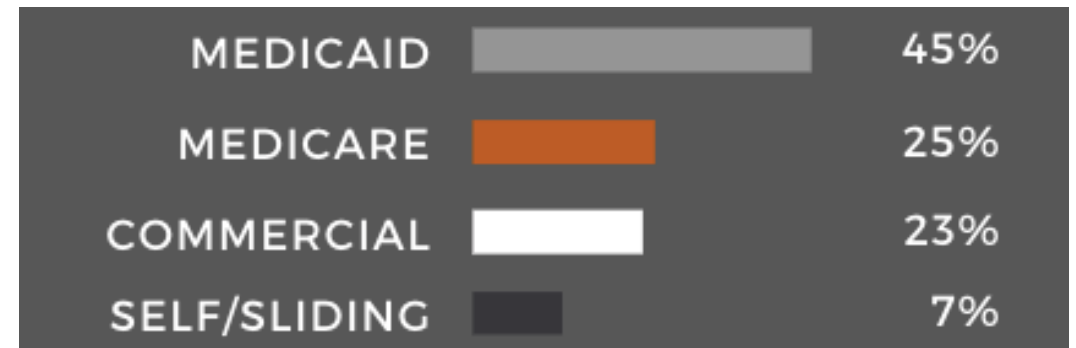 MEDICAID 45%
MEDICARE 25%
COMMERCIAL 23%
SELF/SLIDING 7%